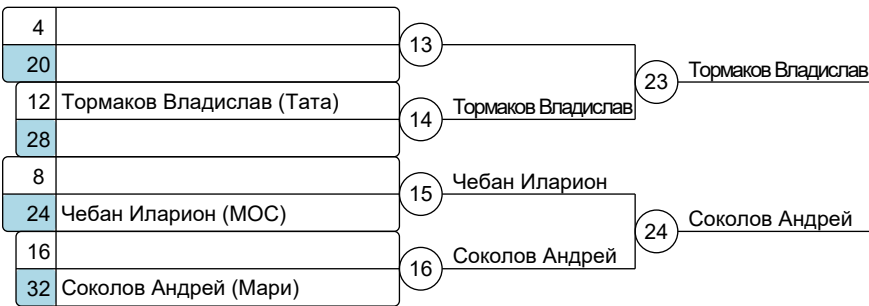 4
13
20
Тормаков Владислав
23
12 Тормаков Владислав (Тата)
Тормаков Владислав
14
28
8
Чебан Иларион
15
24 Чебан Иларион (МОС)
Соколов Андрей
24
16
Соколов Андрей
16
32 Соколов Андрей (Мари)